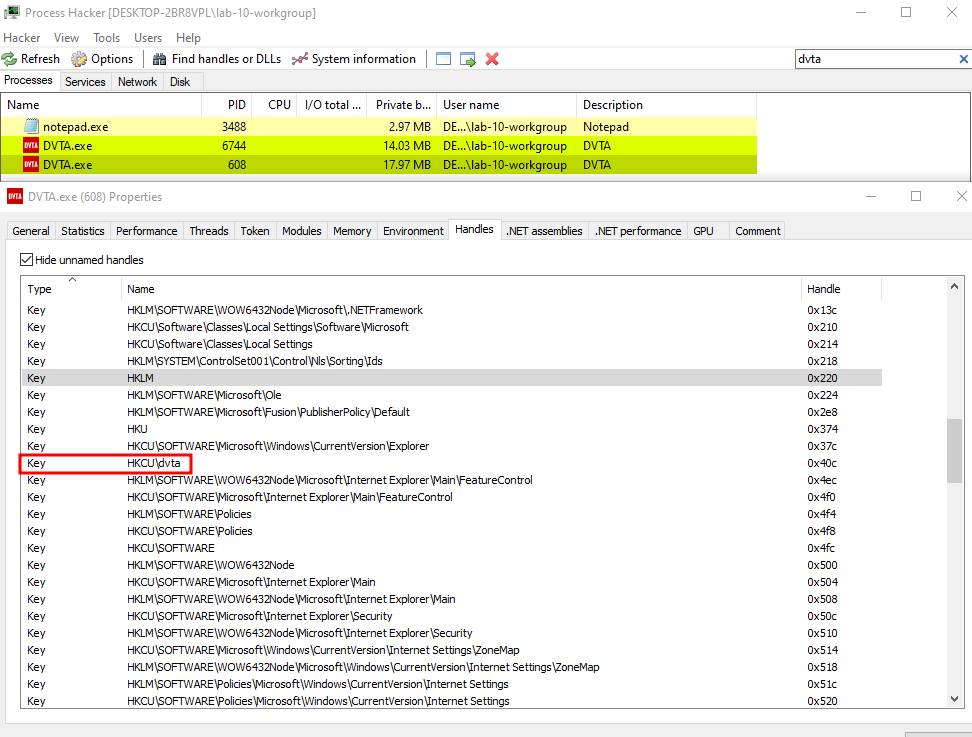 Process Hacker [DESKTOP-2BR8VPL\lab-10-workgroup]
Hacker View Tools Users Help
Refresh Options Find handles or DLLs System information dvta
Processes Services Network Disk
Name PID CPU I/O total ... Private b... User name Description
notepad.exe 3488 2.97 MB DE...\lab-10-workgroup Notepad
DVTA DVTA.exe 6744 14.03 MB DE...\lab-10-workgroup DVTA
DVTA DVTA.exe 608 17.97 MB DE...\lab-10-workgroup DVTA
DVTA DVTA.exe (608) Properties
General Statistics Performance Threads Token Modules Memory Environment Handles .NET assemblies .NET performance GPU Comment
Hide unnamed handles
Type Name Handle
Key HKLM\SOFTWARE\WOW6432Node\Microsoft\.NETFramework 0x13c
Key HKCU\Software\Classes\Local Settings\Software\Microsoft 0x210
Key HKCU\Software\Classes\Local Settings 0x214
Key HKLM\SYSTEM\ControlSet001\Control\Nls\Sorting\Ids 0x218
Key HKLM 0x220
Key HKLM\SOFTWARE\Microsoft\Ole 0x224
Key HKLM\SOFTWARE\Microsoft\Fusion\PublisherPolicy\Default 0x2e8
Key HKU 0x374
Key HKCU\SOFTWARE\Microsoft\Windows\CurrentVersion\Explorer 0x37c
Key HKCU\dvta 0x40c
Key HKLM\SOFTWARE\WOW6432Node\Microsoft\Internet Explorer\Main\FeatureControl 0x4ec
Key HKCU\SOFTWARE\Microsoft\Internet Explorer\Main\FeatureControl 0x4f0
Key HKLM\SOFTWARE\Policies 0x4f4
Key HKCU\SOFTWARE\Policies 0x4f8
Key HKCU\SOFTWARE 0x4fc
Key HKLM\SOFTWARE\WOW6432Node 0x500
Key HKCU\SOFTWARE\Microsoft\Internet Explorer\Main 0x504
Key HKLM\SOFTWARE\WOW6432Node\Microsoft\Internet Explorer\Main 0x508
Key HKCU\SOFTWARE\Microsoft\Internet Explorer\Security 0x50c
Key HKLM\SOFTWARE\WOW6432Node\Microsoft\Internet Explorer\Security 0x510
Key HKCU\SOFTWARE\Microsoft\Windows\CurrentVersion\Internet Settings\ZoneMap 0x514
Key HKLM\SOFTWARE\WOW6432Node\Microsoft\Windows\CurrentVersion\Internet Settings\ZoneMap 0x518
Key HKLM\SOFTWARE\Policies\Microsoft\Windows\CurrentVersion\Internet Settings 0x51c
Key HKCU\SOFTWARE\Policies\Microsoft\Windows\CurrentVersion\Internet Settings 0x520